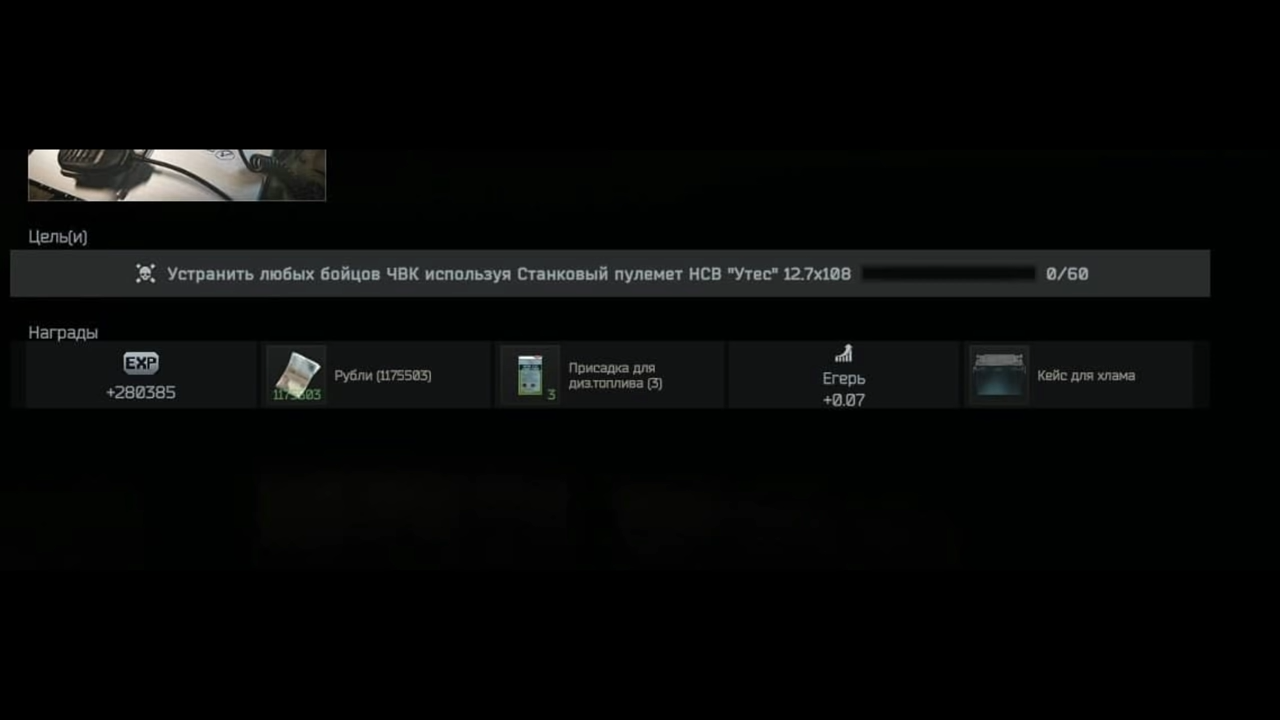 Цель(и)
Устранить любых бойцов ЧВК используя Станковый пулемет НСВ "Утес" 12.7x108 0/60
Награды
EXP
+280385
1175503
Рубли (1175503)
3
Присадка для
диз.топлива (3)
Егерь
+0.07
Кейс для хлама